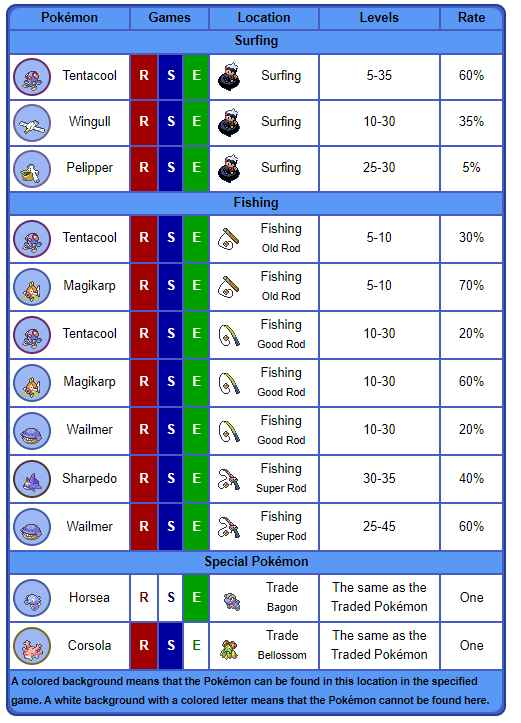 Pokémon Games Location Levels Rate
Surfing
Tentacool R S E Surfing 5-35 60%
Wingull R S E Surfing 10-30 35%
Pelipper R S E Surfing 25-30 5%
Fishing
Tentacool R S E Fishing Old Rod 5-10 30%
Magikarp R S E Fishing Old Rod 5-10 70%
Tentacool R S E Fishing Good Rod 10-30 20%
Magikarp R S E Fishing Good Rod 10-30 60%
Wailmer R S E Fishing Good Rod 10-30 20%
Sharpedo R S E Fishing Super Rod 30-35 40%
Wailmer R S E Fishing Super Rod 25-45 60%
Special Pokémon
Horsea R S E Trade Bagon The same as the Traded Pokémon One
Corsola R S E Trade Bellossom The same as the Traded Pokémon One
A colored background means that the Pokémon can be found in this location in the specified
game. A white background with a colored letter means that the Pokémon cannot be found here.